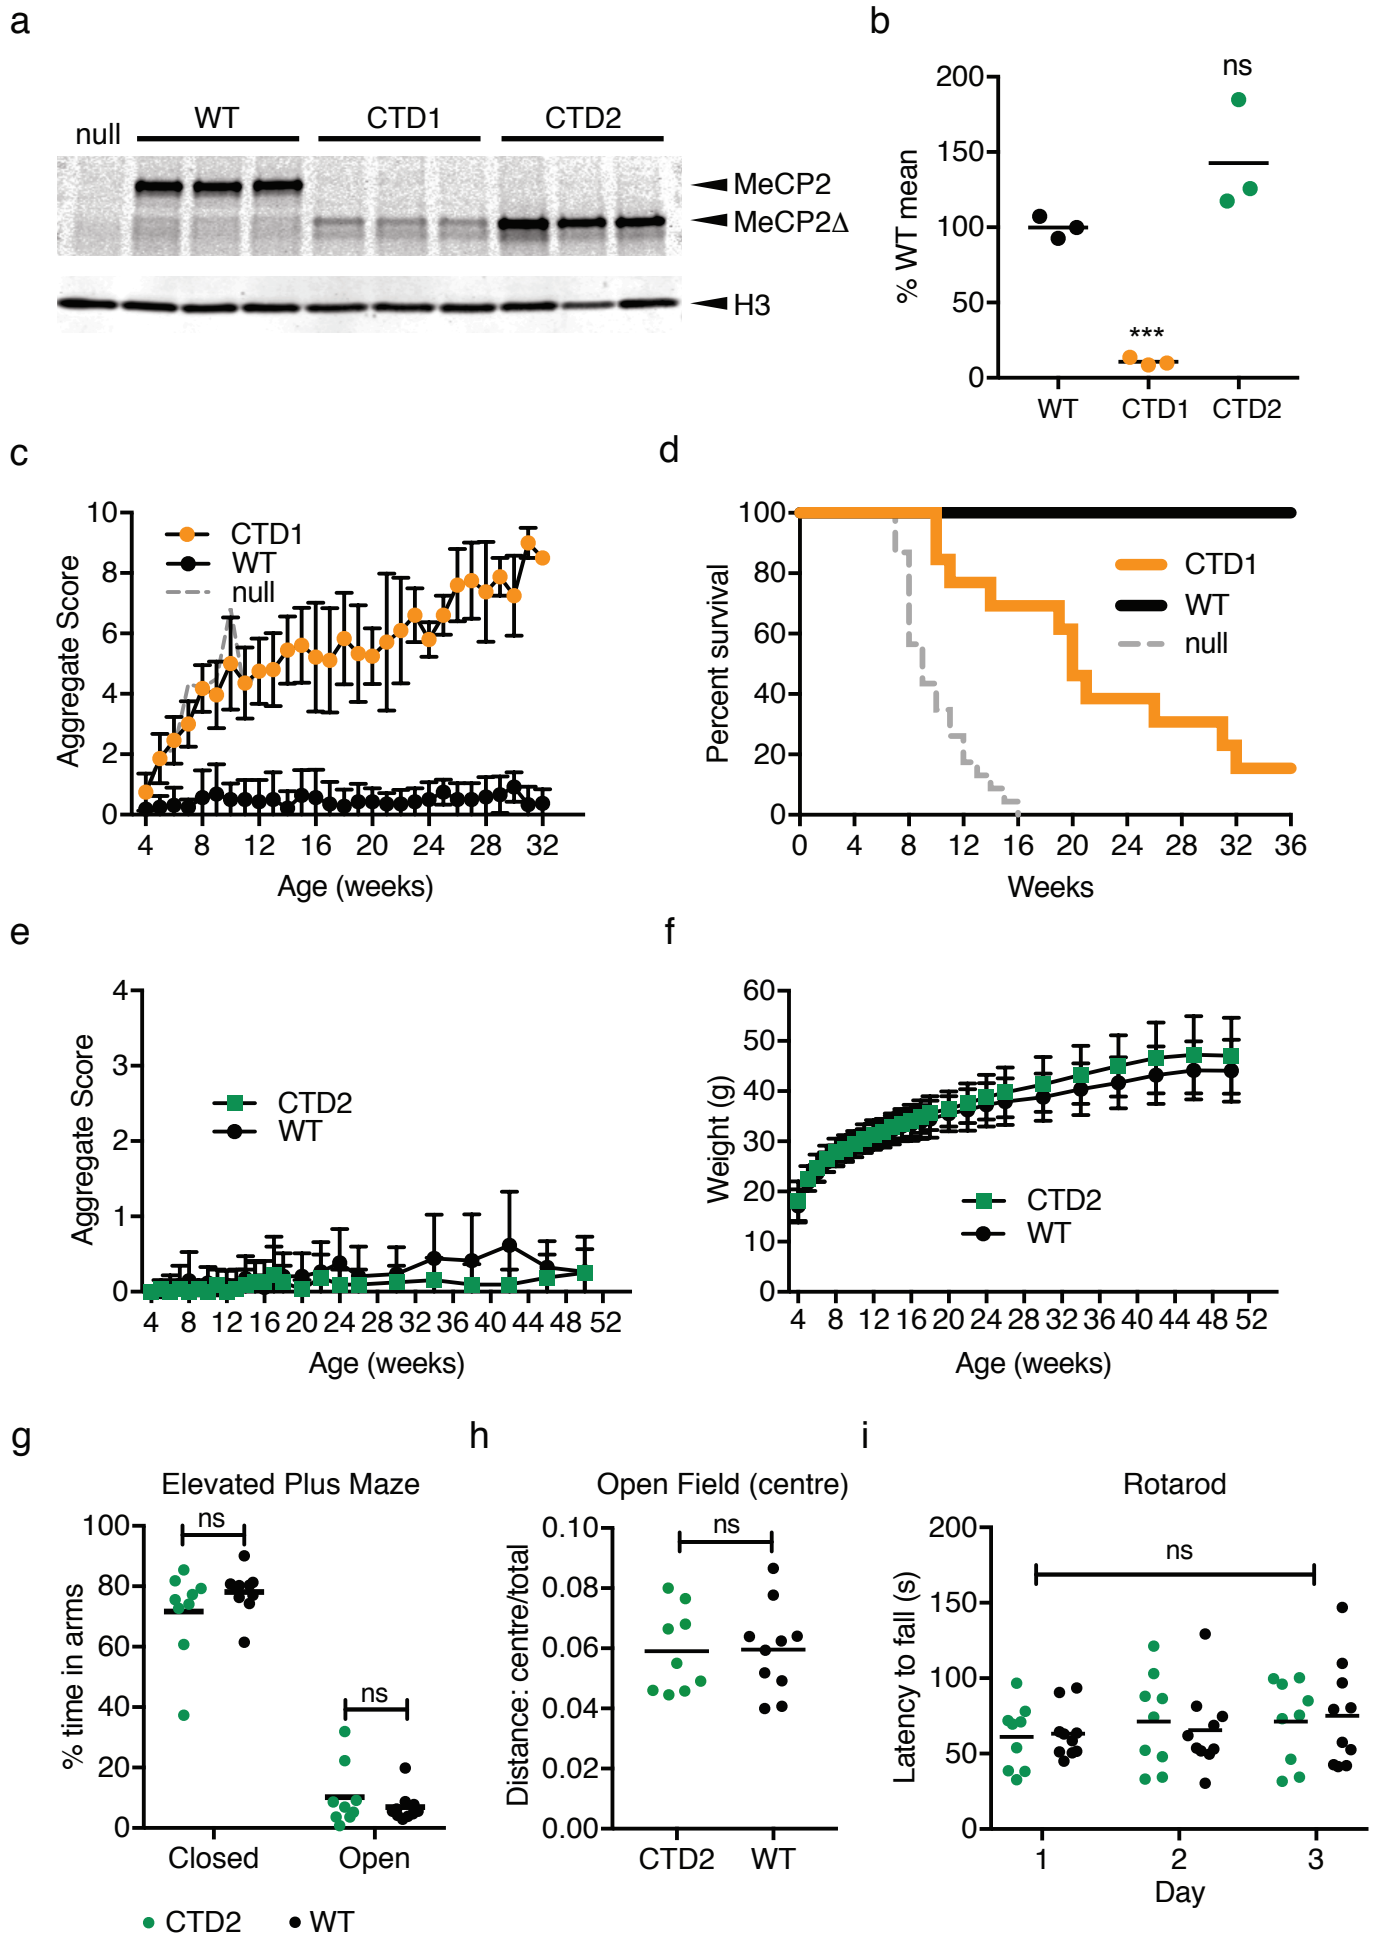 a
null
WT
CTD1
CTD2
MeCP2
MeCP2Δ
H3
b
ns
200
150
100
50
0
% WT mean
***
WT
CTD1
CTD2
c
10
8
6
4
2
0
Aggregate Score
CTD1
WT
null
4 8 12 16 20 24 28 32
Age (weeks)
d
100
80
60
40
20
0
Percent survival
CTD1
WT
null
0 4 8 12 16 20 24 28 32 36
Weeks
e
4
3
2
1
0
Aggregate Score
CTD2
WT
4 8 12 16 20 24 28 32 36 40 44 48 52
Age (weeks)
f
60
50
40
30
20
10
0
Weight (g)
CTD2
WT
4 8 12 16 20 24 28 32 36 40 44 48 52
Age (weeks)
g
Elevated Plus Maze
100
80
60
40
20
0
% time in arms
ns
ns
Closed
Open
CTD2
WT
h
Open Field (centre)
0.10
0.08
0.06
0.04
0.02
0.00
Distance: centre/total
ns
CTD2
WT
i
Rotarod
200
150
100
50
0
Latency to fall (s)
ns
1 2 3
Day